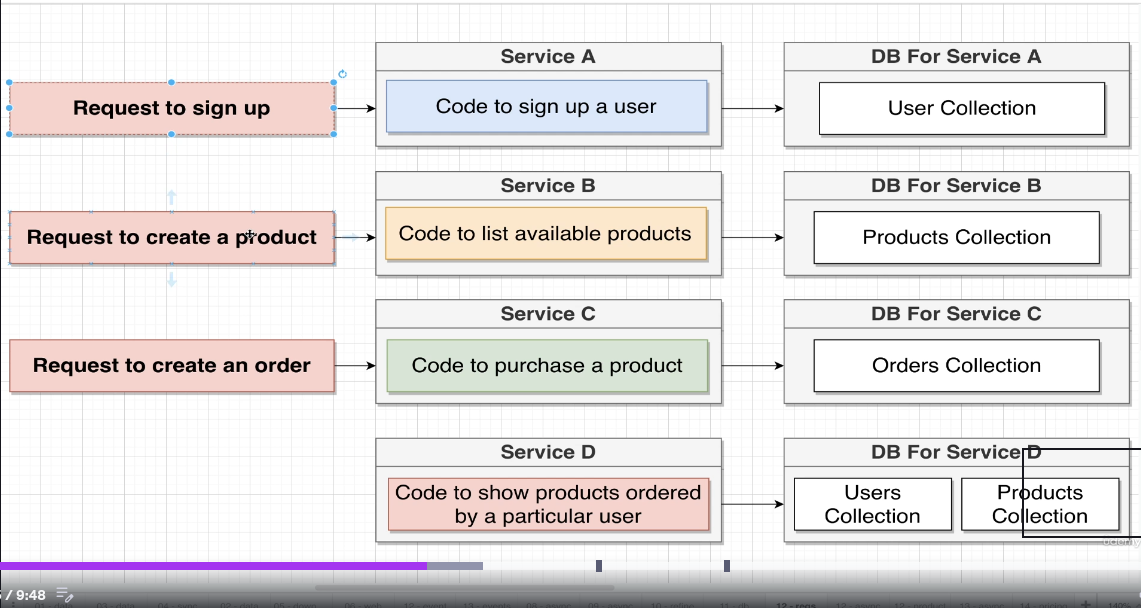 Service A
DB For Service A
Request to sign up
Code to sign up a user
User Collection
Service B
DB For Service B
Request to create a product
Code to list available products
Products Collection
Service C
DB For Service C
Request to create an order
Code to purchase a product
Orders Collection
Service D
DB For Service D
Code to show products ordered
by a particular user
Users
Collection
Products
Collection
udemy
/ 9:48